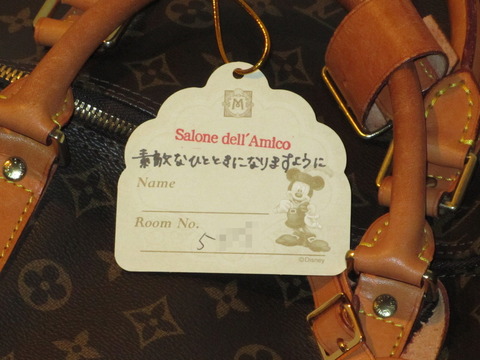 M
Salone dell'Amico
素敵なひとときになりますように
Name
Room No. 5
©Disney